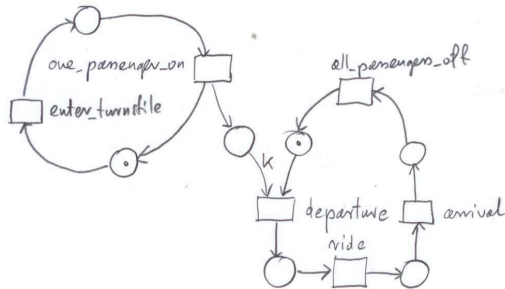 one_passenger_on
all_passengers_off
enter_turnstile
K
departure
arrival
ride